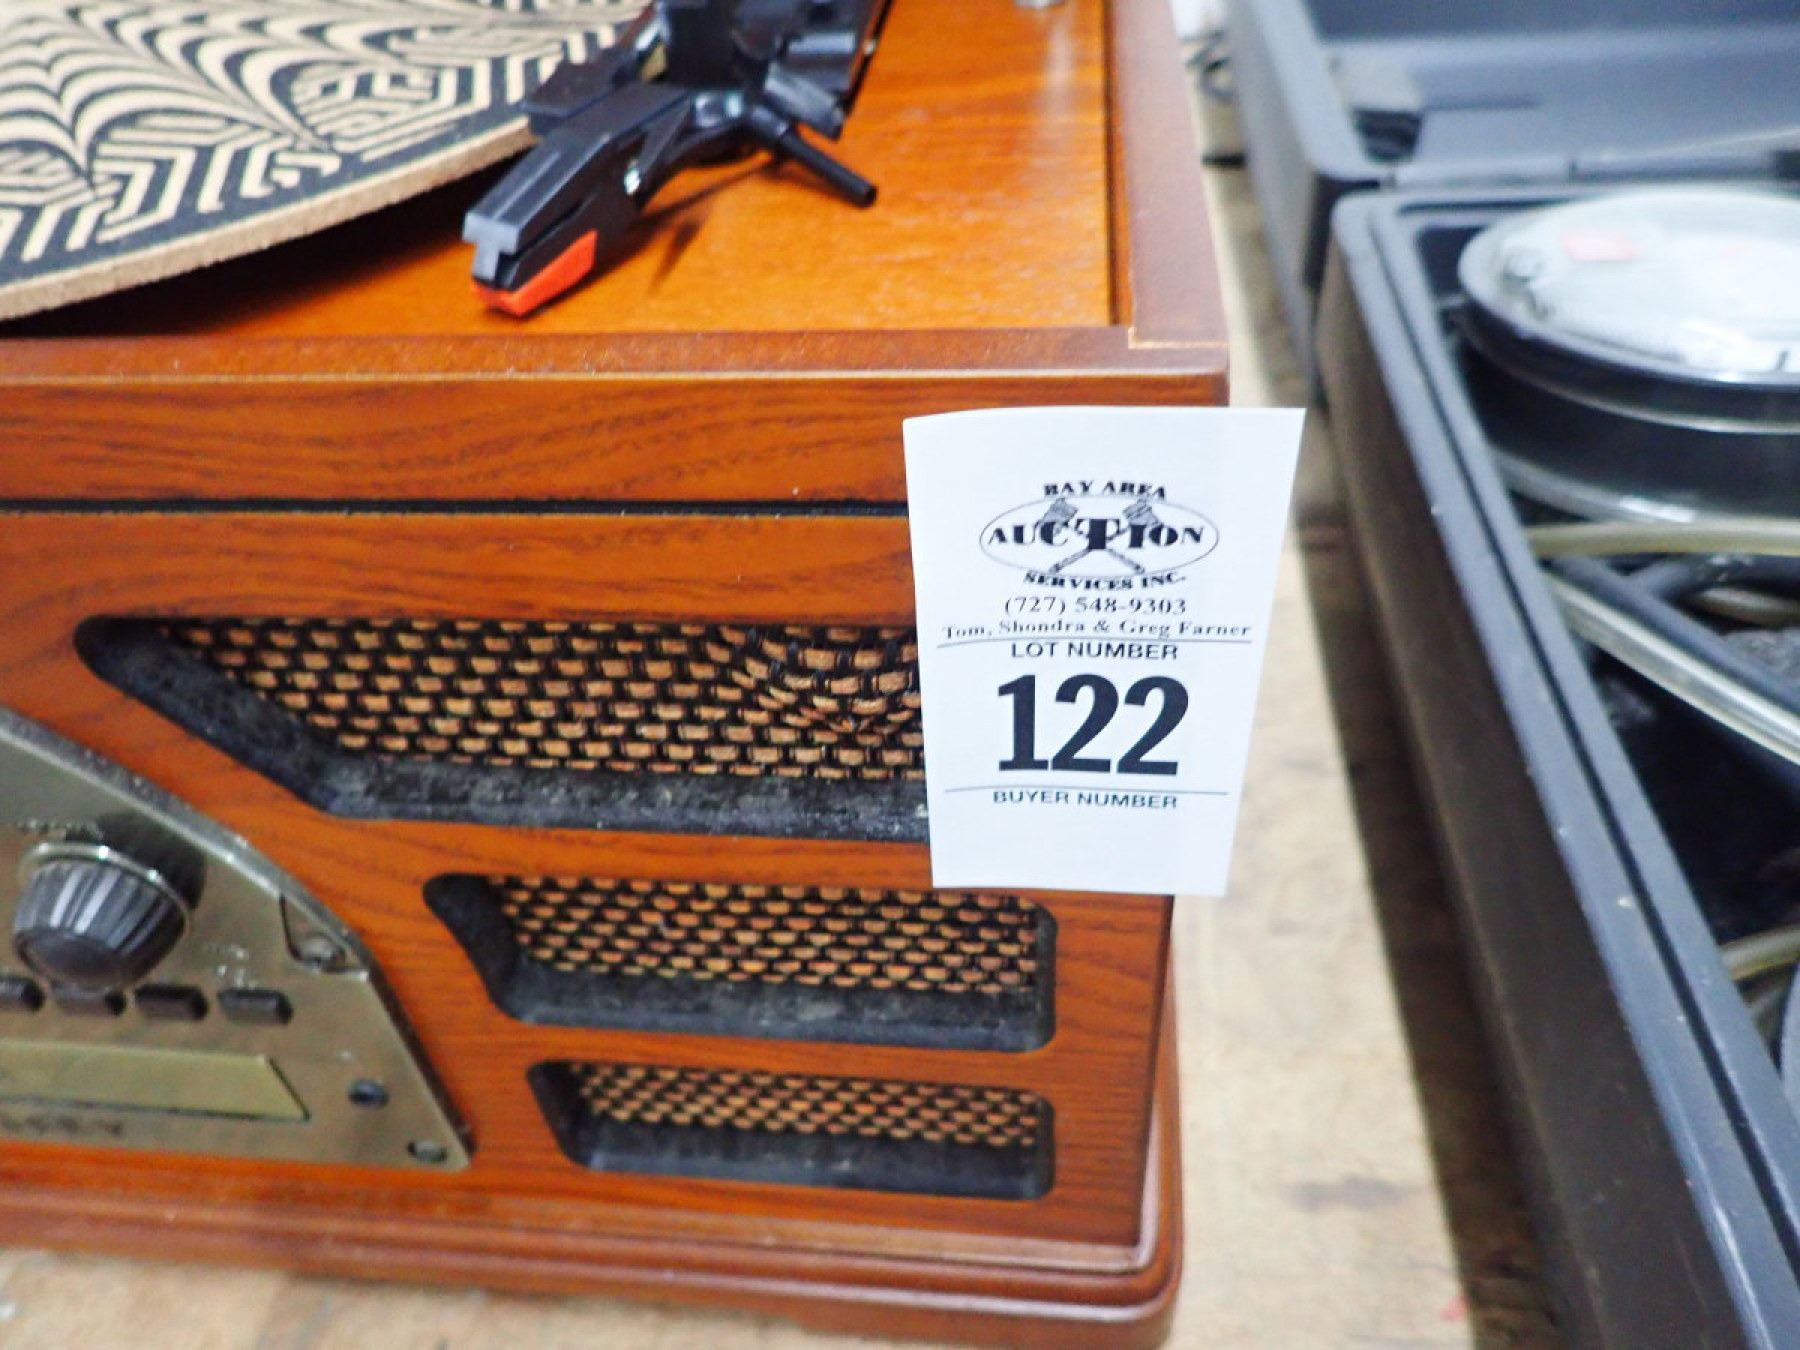 BAY AREA
AUCTION
SERVICES INC.
(727) 548-9303
Tom, Shondra & Greg Farner
LOT NUMBER
122
BUYER NUMBER